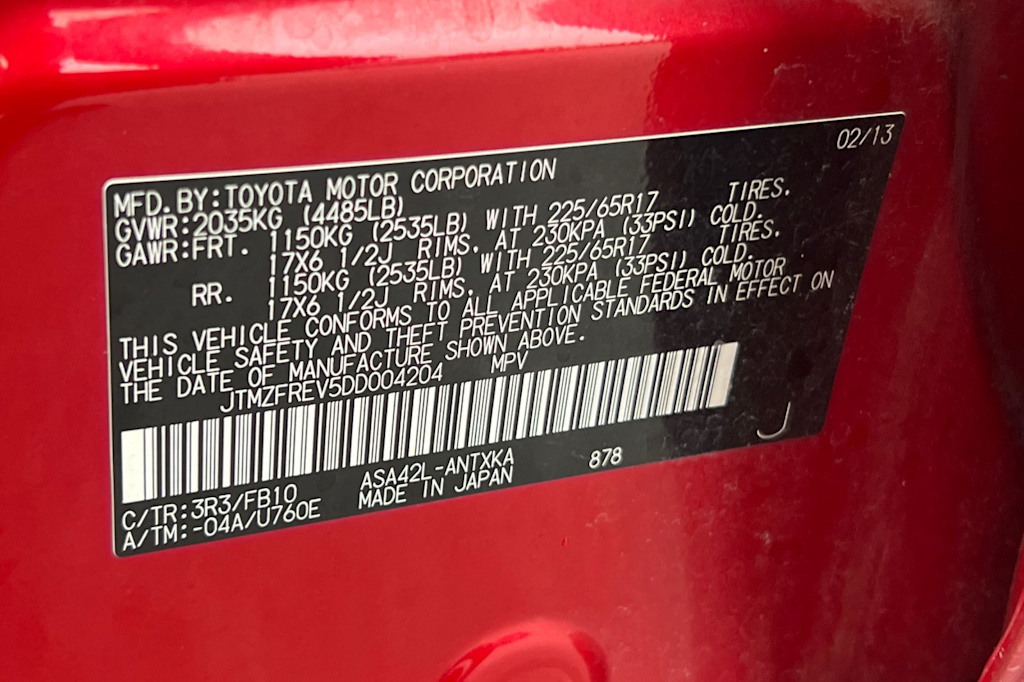 02/13
MFD. BY: TOYOTA MOTOR CORPORATION
GVWR: 2035KG (4485LB)
GAWR: FRT. 1150KG (2535LB) WITH 225/65R17 TIRES.
17X6 1/2J RIMS. AT 230KPA (33PSI) COLD.
RR. 1150KG (2535LB) WITH 225/65R17 TIRES.
17X6 1/2J RIMS. AT 230KPA (33PSI) COLD.
THIS VEHICLE CONFORMS TO ALL APPLICABLE FEDERAL MOTOR
VEHICLE SAFETY AND THEFT PREVENTION STANDARDS IN EFFECT ON
THE DATE OF MANUFACTURE SHOWN ABOVE.
JTMZFREV5DD004204 MPV
C/TR: 3R3/FB10 ASA42L-ANTXKA 878
A/TM: -04A/U760E MADE IN JAPAN
J